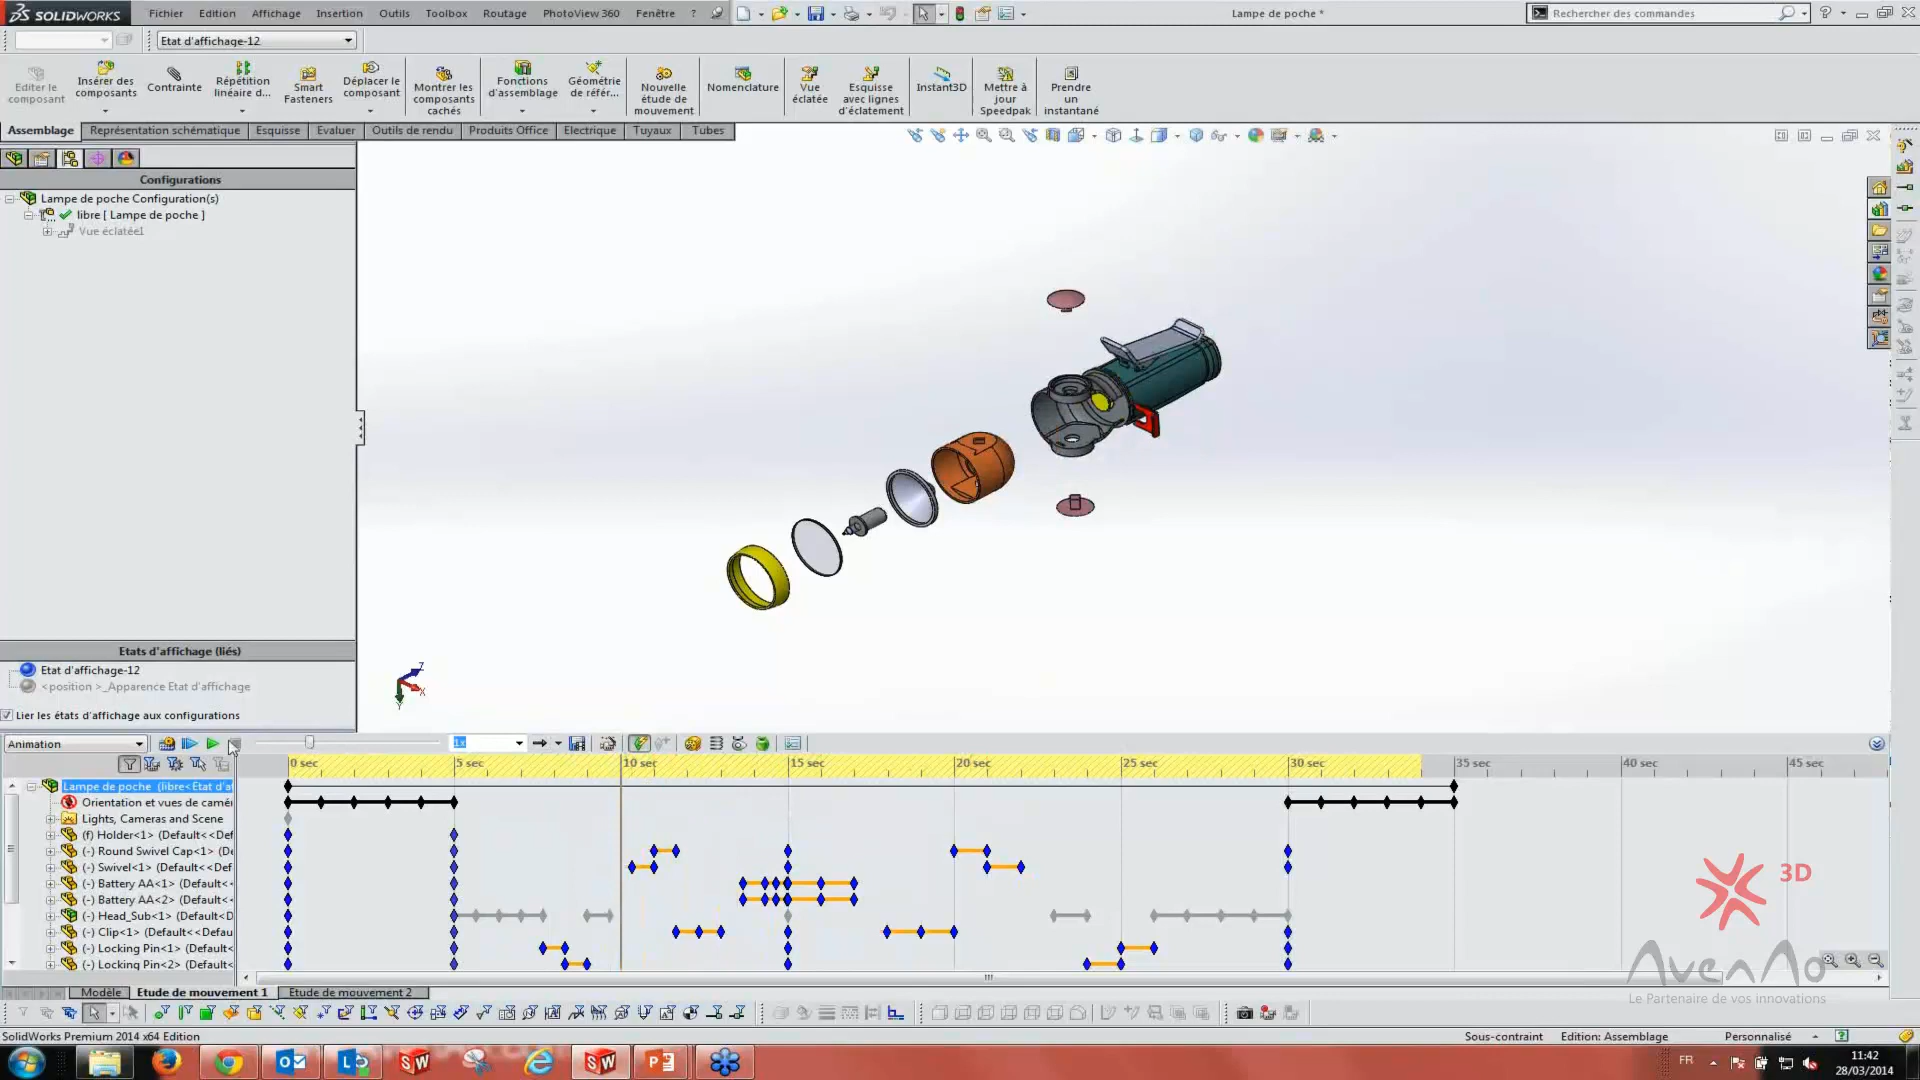 SOLIDWORKS Fichier Edition Affichage Insertion Outils Toolbox Routage PhotoView 360 Fenêtre ? Lampe de poche * Rechercher des commandes
Etat d'affichage-12
Editer le composant
Insérer des composants
Contrainte
Répétition linéaire d...
Smart Fasteners
Déplacer le composant
Montrer les composants cachés
Fonctions d'assemblage
Géométrie de référ...
Nouvelle étude de mouvement
Nomenclature
Vue éclatée
Esquisse avec lignes d'éclatement
Instant3D
Mettre à jour Speedpak
Prendre un instantané
Assemblage Représentation schématique Esquisse Evaluer Outils de rendu Produits Office Electrique Tuyaux Tubes
Configurations
Lampe de poche Configuration(s)
libre [ Lampe de poche ]
Vue éclatée1
Etats d'affichage (liés)
Etat d'affichage-12
<position >_Apparence Etat d'affichage
Lier les états d'affichage aux configurations
Z
X
Y
Animation 1x
0 sec 5 sec 10 sec 15 sec 20 sec 25 sec 30 sec 35 sec 40 sec 45 sec
Lampe de poche (libre<Etat d'a
Orientation et vues de camé
Lights, Cameras and Scene
(f) Holder<1> (Default<<Def
(-) Round Swivel Cap<1> (D
(-) Swivel<1> (Default<<Def
(-) Battery AA<1> (Default<
(-) Battery AA<2> (Default<
(-) Head_Sub<1> (Default<D
(-) Clip<1> (Default<<Defau
(-) Locking Pin<1> (Default
(-) Locking Pin<2> (Default
3D
AvenAo
Le Partenaire de vos innovations
Modèle Etude de mouvement 1 Etude de mouvement 2
SolidWorks Premium 2014 x64 Edition Sous-contraint Edition: Assemblage Personnalisé
FR 11:42
28/03/2014